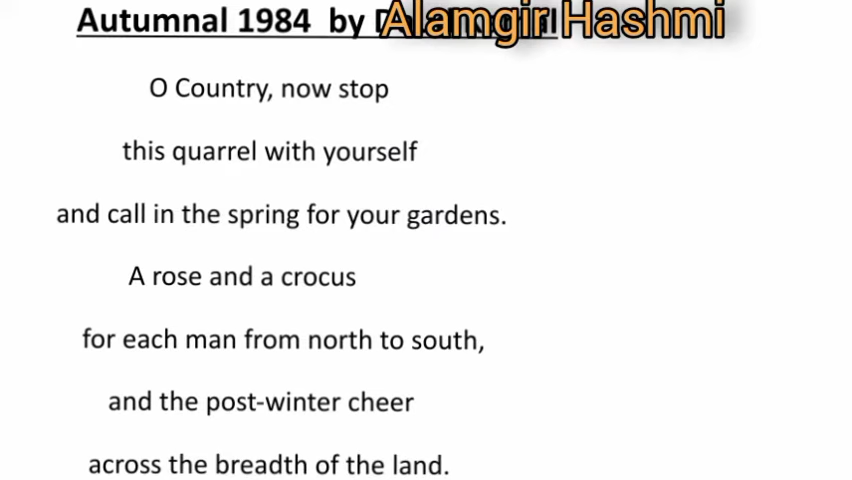 Autumnal 1984 by Alamgir Hashmi
O Country, now stop
this quarrel with yourself
and call in the spring for your gardens.
A rose and a crocus
for each man from north to south,
and the post-winter cheer
across the breadth of the land.